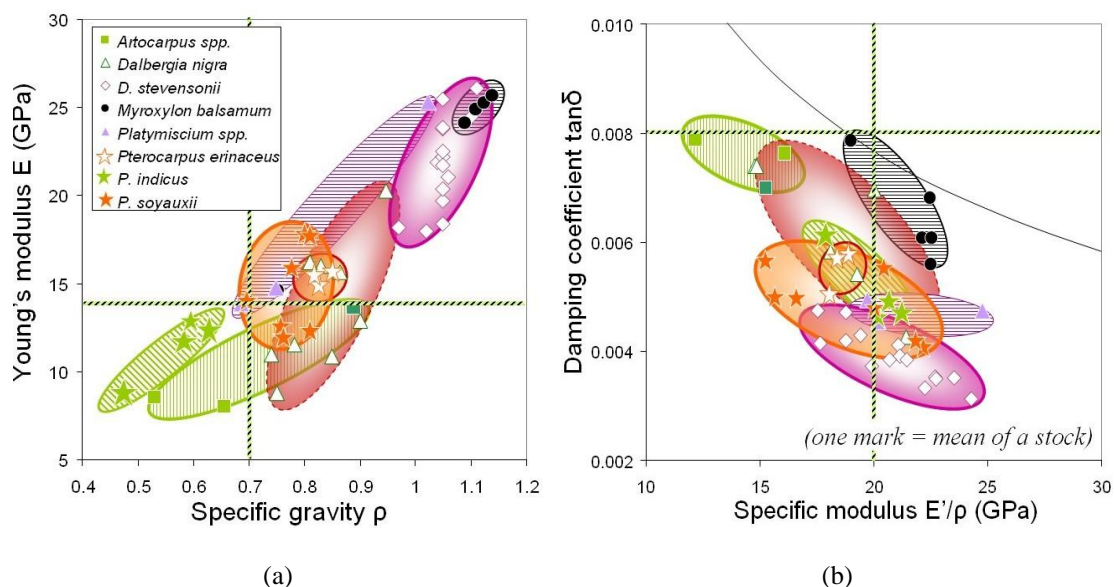 30
25
20
15
10
5
0.4 0.5 0.6 0.7 0.8 0.9 1 1.1 1.2
Young's modulus E (GPa)
Specific gravity ρ
Artocarpus spp.
Dalbergia nigra
D. stevensonii
Myroxylon balsamum
Platymiscium spp.
Pterocarpus erinaceus
P. indicus
P. soyauxii
(a)
0.010
0.008
0.006
0.004
0.002
10 15 20 25 30
Damping coefficient tanδ
Specific modulus E'/ρ (GPa)
(one mark = mean of a stock)
(b)